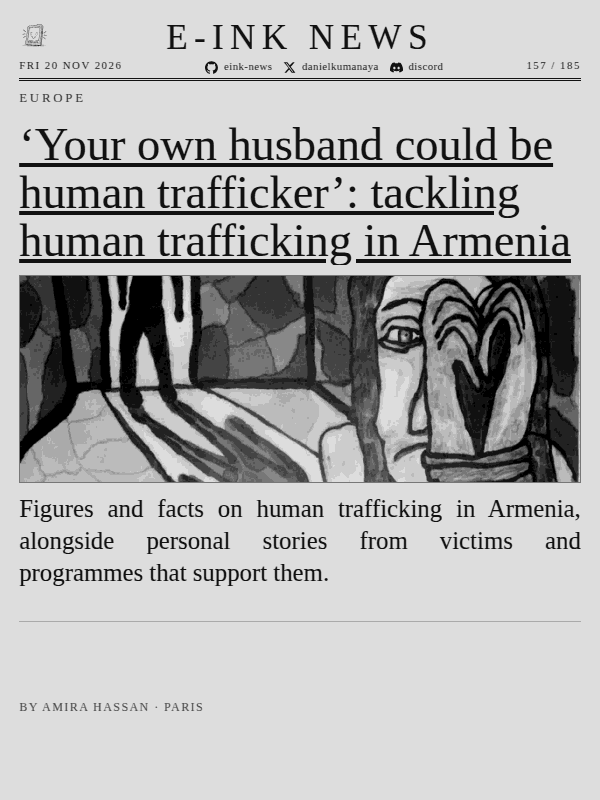 E-INK NEWS
FRI 20 NOV 2026
eink-news danielkumanaya discord
157 / 185
EUROPE
‘Your own husband could be
human trafficker’: tackling
human trafficking in Armenia
Figures and facts on human trafficking in Armenia,
alongside personal stories from victims and
programmes that support them.
BY AMIRA HASSAN · PARIS